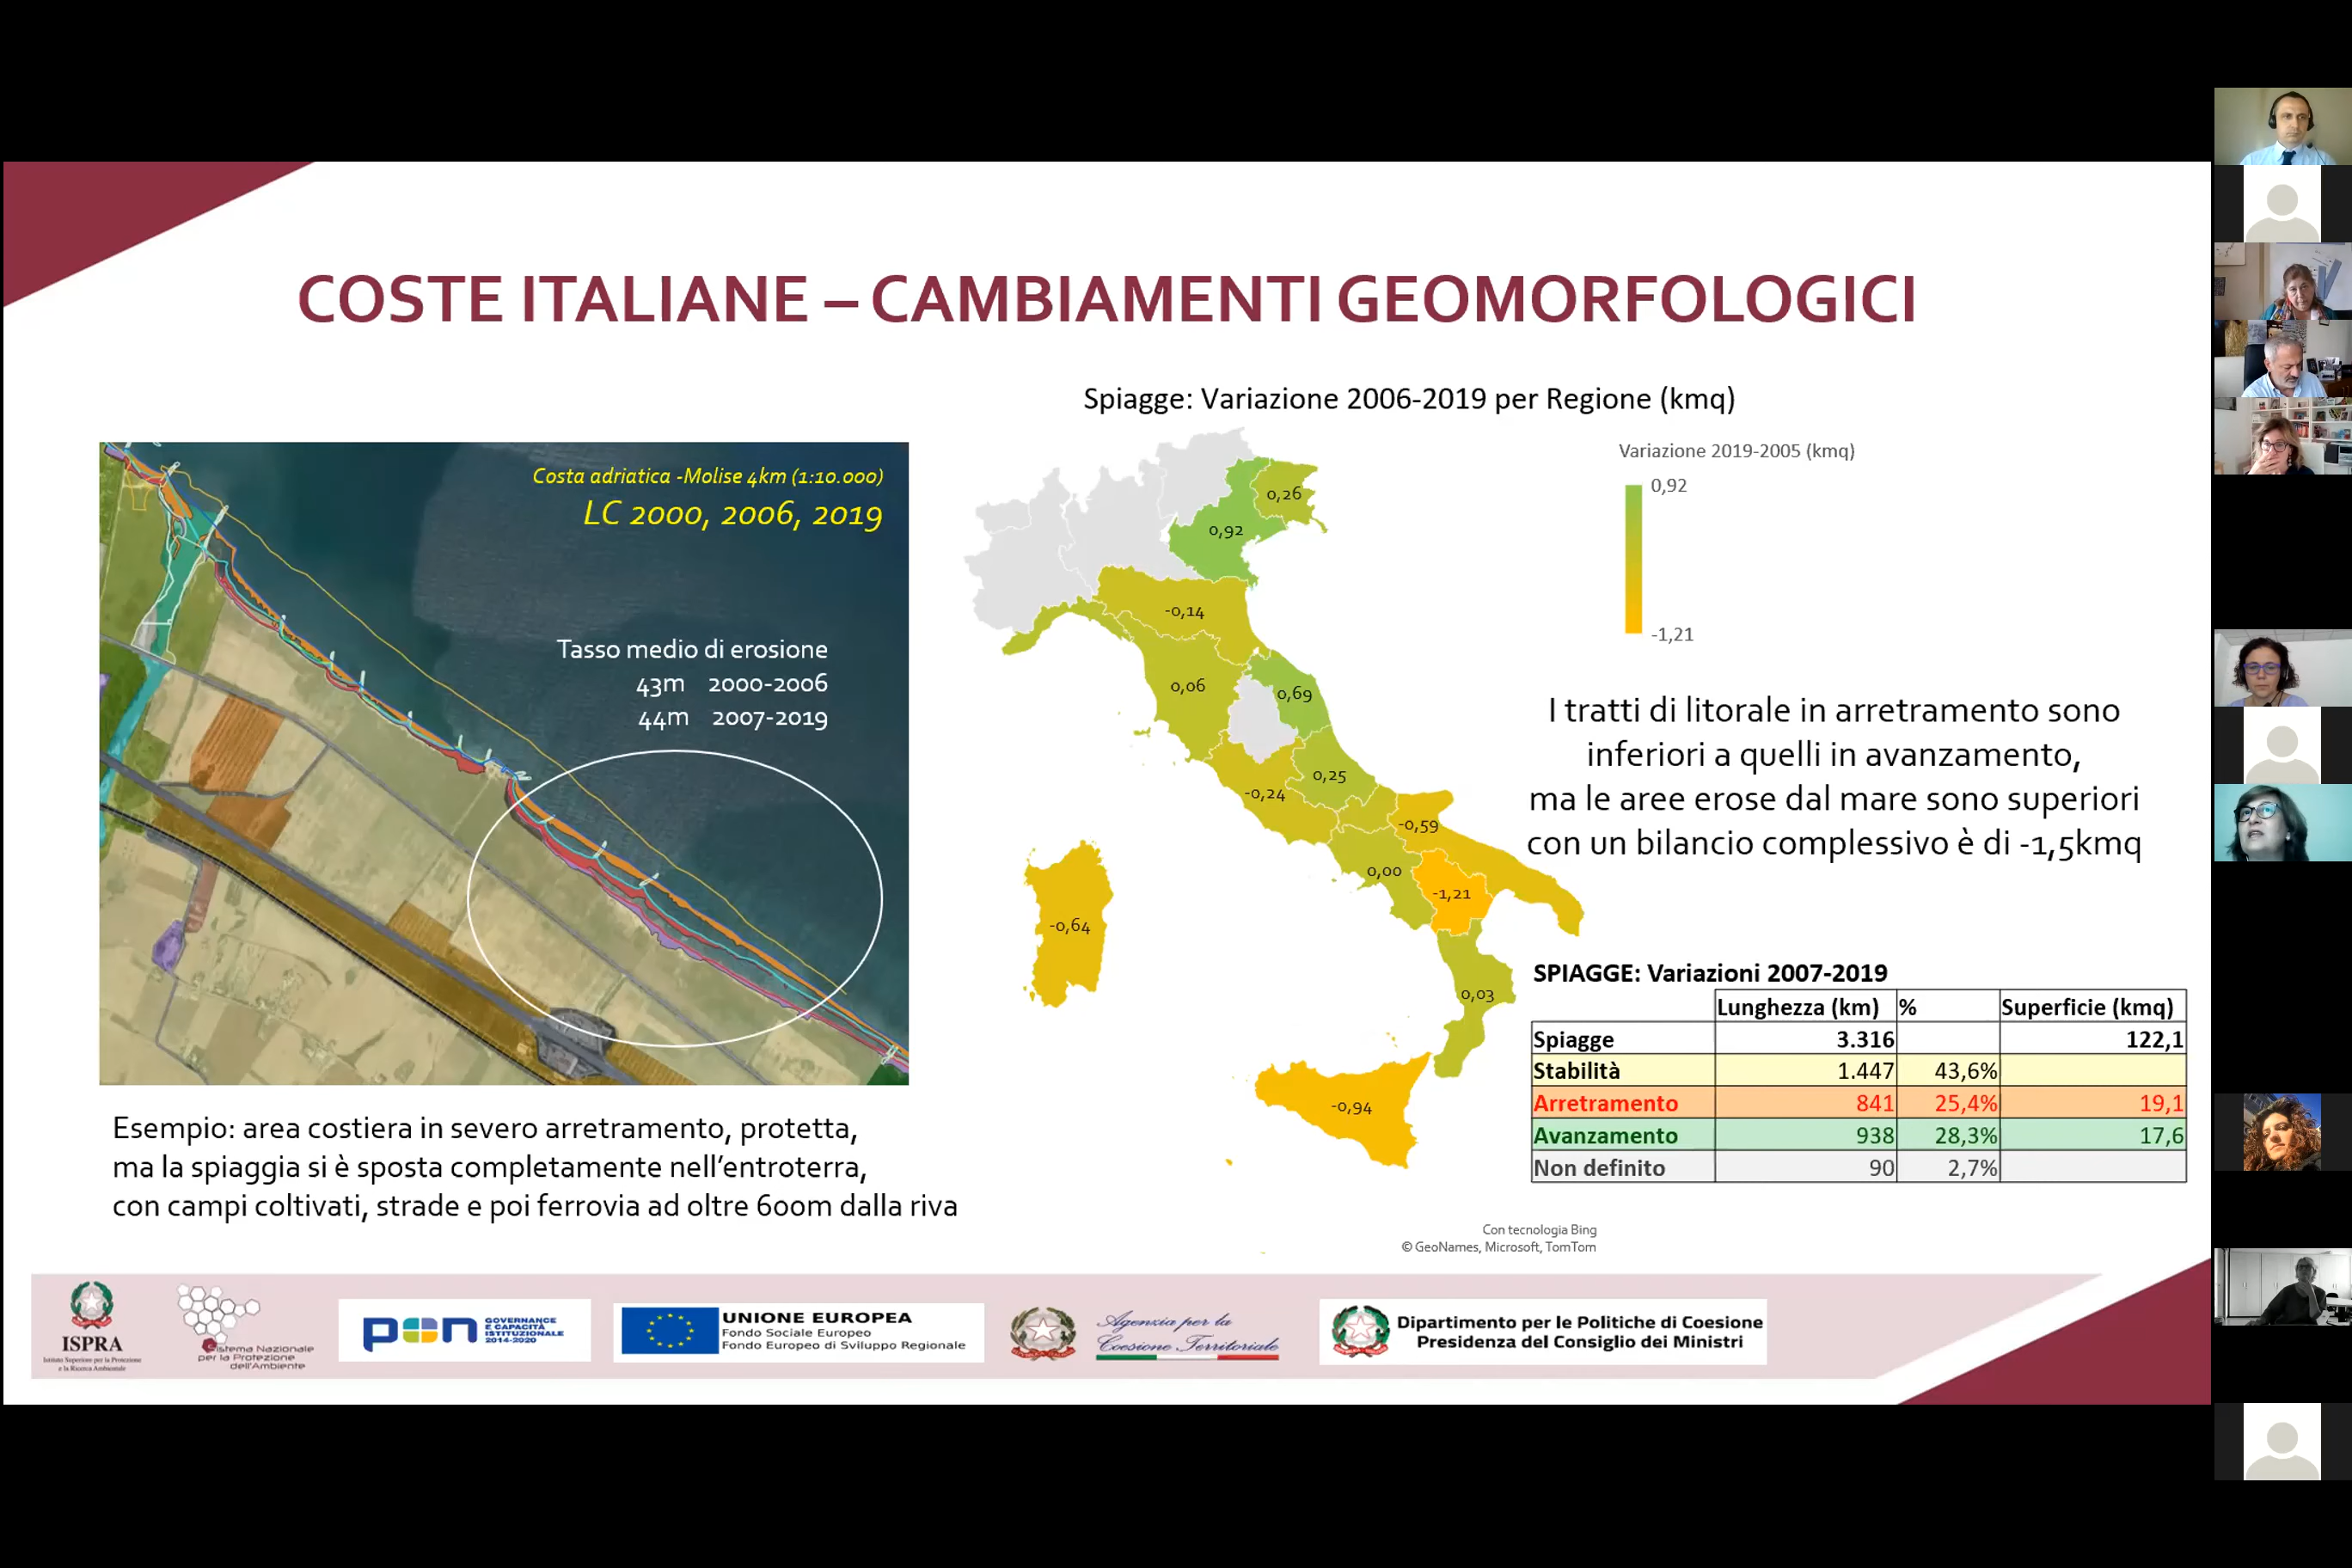 COSTE ITALIANE – CAMBIAMENTI GEOMORFOLOGICI
Spiagge: Variazione 2006-2019 per Regione (kmq)
Costa adriatica -Molise 4km (1:10.000)
LC 2000, 2006, 2019
Tasso medio di erosione
43m 2000-2006
44m 2007-2019
Esempio: area costiera in severo arretramento, protetta,
ma la spiaggia si è sposta completamente nell'entroterra,
con campi coltivati, strade e poi ferrovia ad oltre 600m dalla riva
Variazione 2019-2005 (kmq)
0,92
-1,21
0,26
0,92
-0,14
0,06
0,69
0,25
-0,24
-0,59
0,00
-1,21
-0,64
0,03
-0,94
I tratti di litorale in arretramento sono
inferiori a quelli in avanzamento,
ma le aree erose dal mare sono superiori
con un bilancio complessivo è di -1,5kmq
SPIAGGE: Variazioni 2007-2019
Lunghezza (km) % Superficie (kmq)
Spiagge 3.316 122,1
Stabilità 1.447 43,6%
Arretramento 841 25,4% 19,1
Avanzamento 938 28,3% 17,6
Non definito 90 2,7%
Con tecnologia Bing
© GeoNames, Microsoft, TomTom
ISPRA
Istituto Superiore per la Protezione
e la Ricerca Ambientale
Sistema Nazionale
per la Protezione
dell'Ambiente
pon
GOVERNANCE
E CAPACITÀ
ISTITUZIONALE
2014-2020
UNIONE EUROPEA
Fondo Sociale Europeo
Fondo Europeo di Sviluppo Regionale
Agenzia per la
Coesione Territoriale
Dipartimento per le Politiche di Coesione
Presidenza del Consiglio dei Ministri